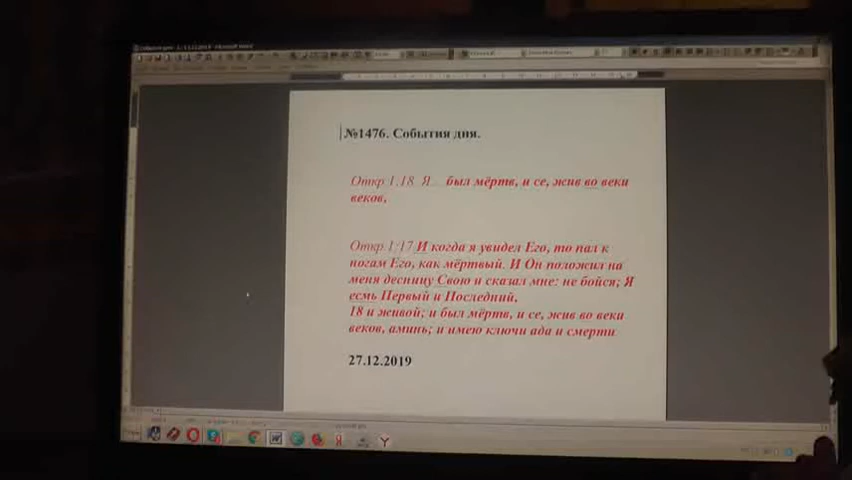 №1476. События дня.
Откр.1:18 Я... был мёртв, и се, жив во веки
веков,
Откр.1:17 И когда я увидел Его, то пал к
ногам Его, как мёртвый. И Он положил на
меня десницу Свою и сказал мне: не бойся; Я
есмь Первый и Последний,
18 и живой; и был мёртв, и се, жив во веки
веков, аминь; и имею ключи ада и смерти.
27.12.2019